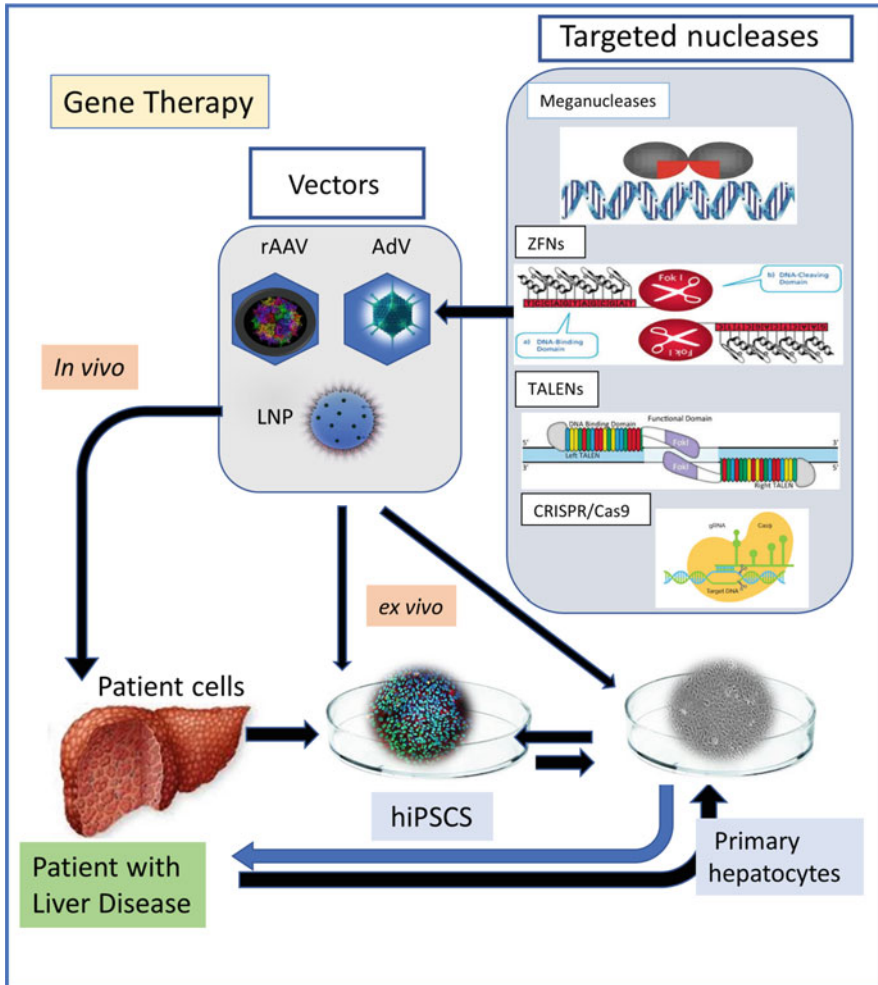 Targeted nucleases
Gene Therapy
Meganucleases
Vectors
rAAV
AdV
LNP
ZFNs
Fok I
b) DNA-Cleaving
Domain
a) DNA-Binding
Domain
Fok I
In vivo
TALENs
DNA Binding Domain
Functional Domain
5'
3'
Left TALEN
FokI
FokI
3'
5'
Right TALEN
CRISPR/Cas9
gRNA
Cas9
Target DNA
ex vivo
Patient cells
hiPSCS
Patient with
Liver Disease
Primary
hepatocytes